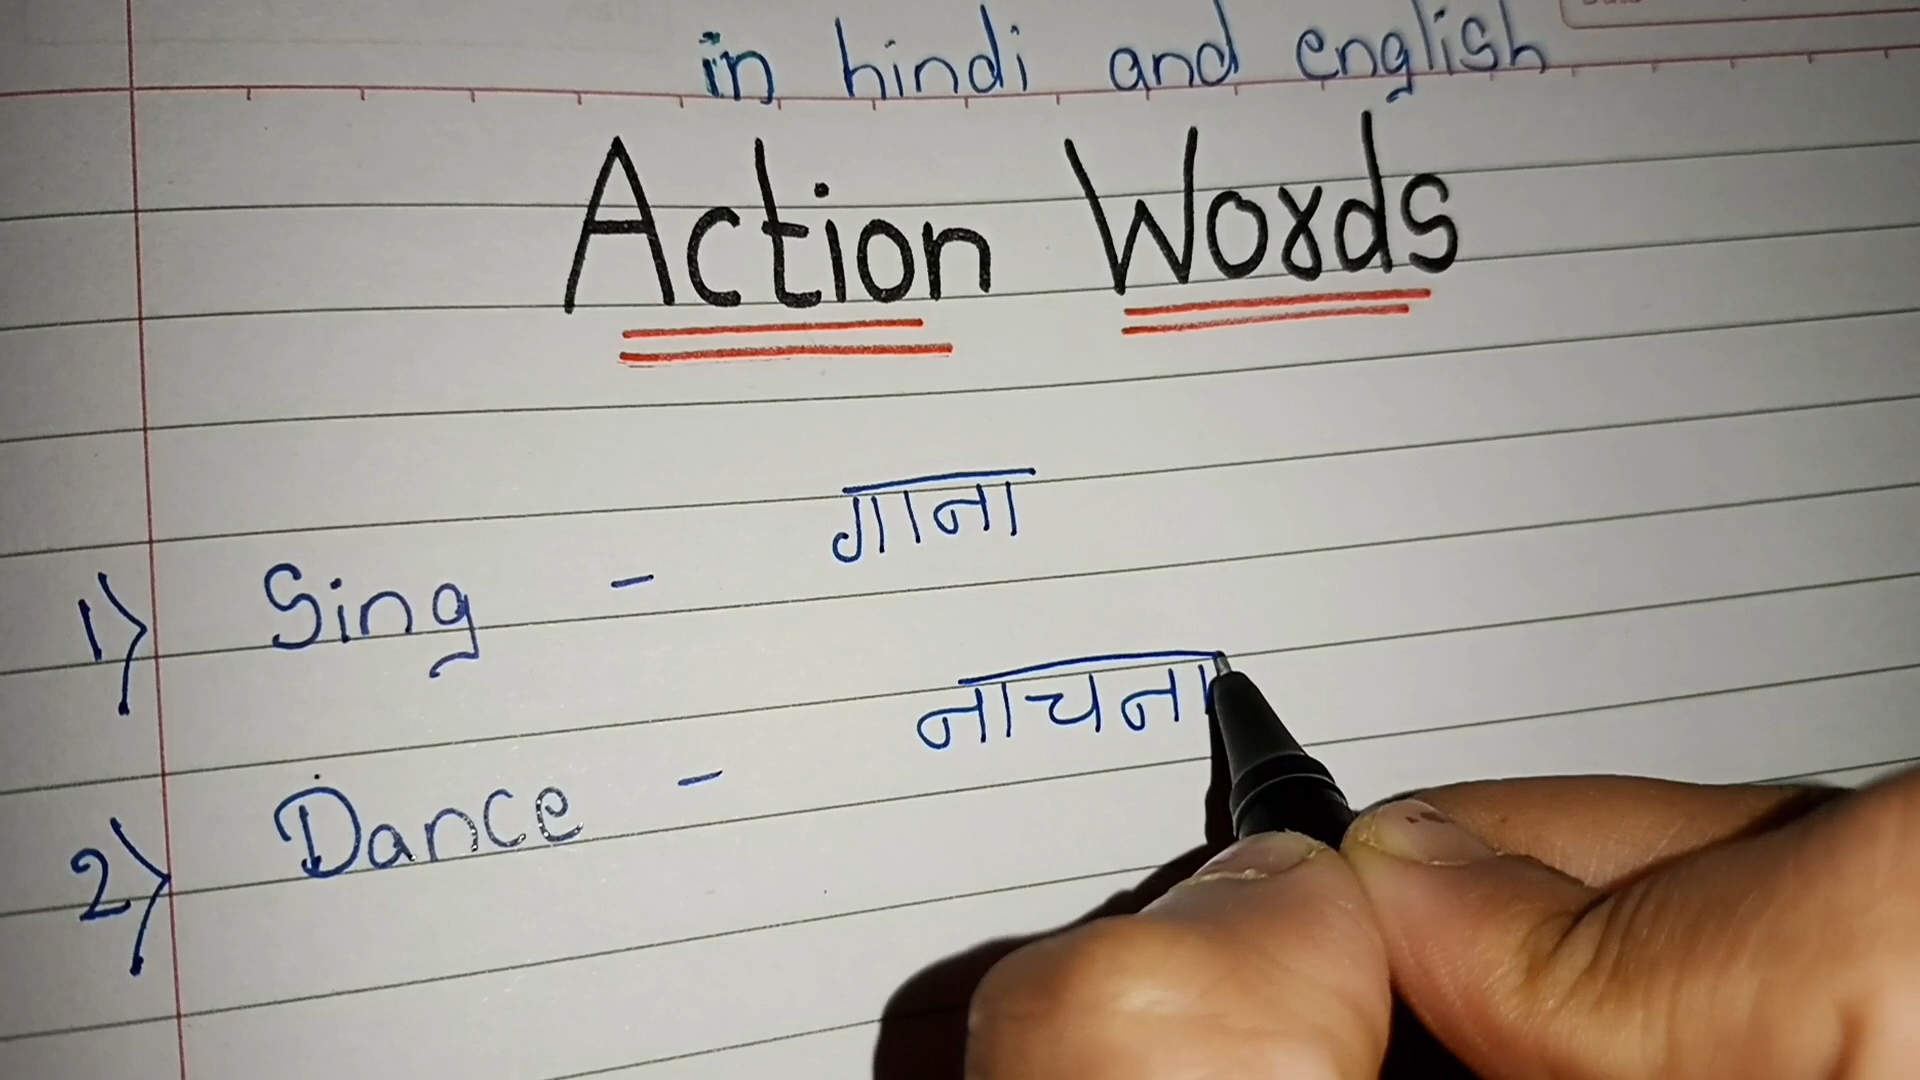 in hindi and english
Action Words
1) Sing - गाना
2) Dance - नाचना